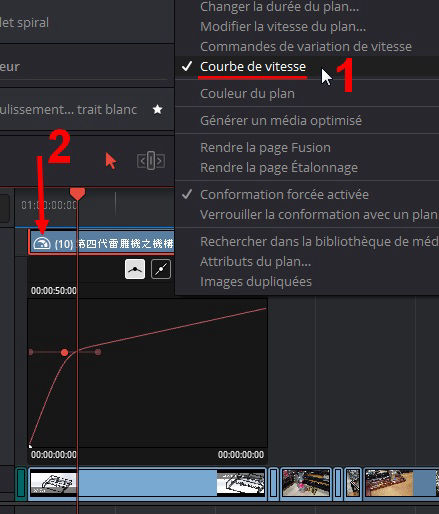 let spiral
eur
ulissement... trait blanc
Changer la durée du plan...
Modifier la vitesse du plan...
Commandes de variation de vitesse
Courbe de vitesse
1
Couleur du plan
Générer un média optimisé
Rendre la page Fusion
Rendre la page Étalonnage
Conformation forcée activée
Verrouiller la conformation avec un plan
Rechercher dans la bibliothèque de méd
Attributs du plan...
Images dupliquées
2
01:00:00:00
(10) 第四代雷雕機之機構
00:00:50:00
00:00:00:00
00:00:00:00